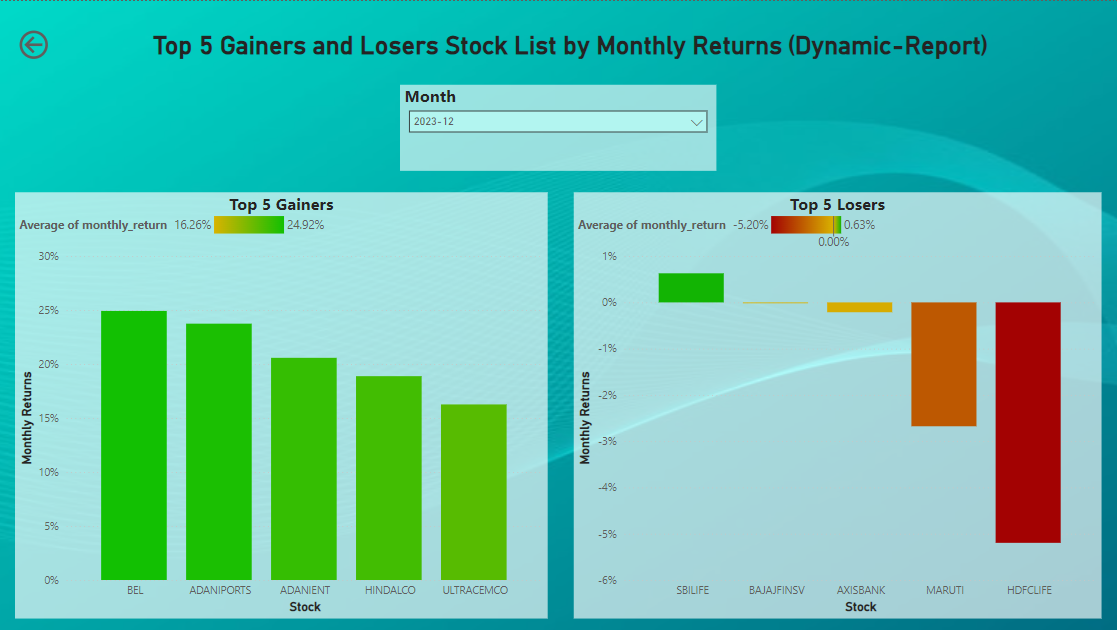 Top 5 Gainers and Losers Stock List by Monthly Returns (Dynamic-Report)
Month
2023-12
Top 5 Gainers
Average of monthly_return 16.26% 24.92%
30%
25%
20%
15%
10%
5%
0%
Monthly Returns
BEL ADANIPORTS ADANIENT HINDALCO ULTRACEMCO
Stock
Top 5 Losers
Average of monthly_return -5.20% 0.63%
0.00%
1%
0%
-1%
-2%
-3%
-4%
-5%
-6%
Monthly Returns
SBILIFE BAJAJFINSV AXISBANK MARUTI HDFCLIFE
Stock